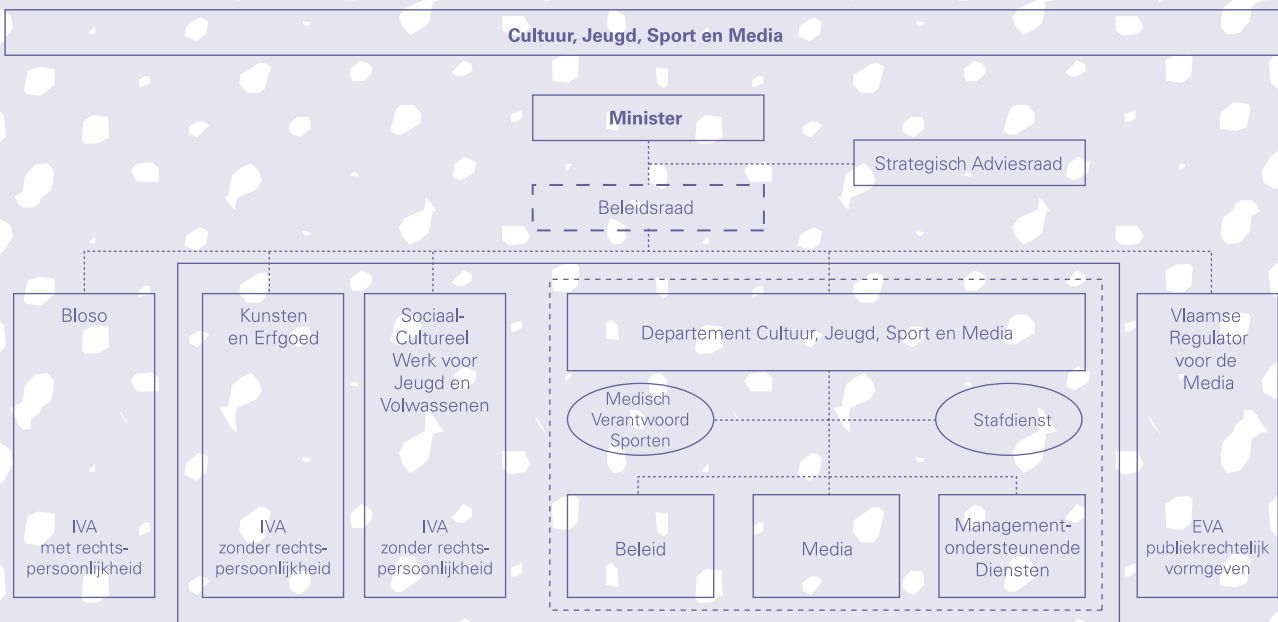 Cultuur, Jeugd, Sport en Media
Minister
Strategisch Adviesraad
Beleidsraad
Bloso
IVA
met rechts-
persoonlijkheid
Kunsten
en Erfgoed
IVA
zonder rechts-
persoonlijkheid
Sociaal-
Cultureel
Werk voor
Jeugd en
Volwassenen
IVA
zonder rechts-
persoonlijkheid
Departement Cultuur, Jeugd, Sport en Media
Medisch
Verantwoord
Sporten
Stafdienst
Beleid
Media
Management-
ondersteunende
Diensten
Vlaamse
Regulator
voor de
Media
EVA
publiekrechtelijk
vormgeven